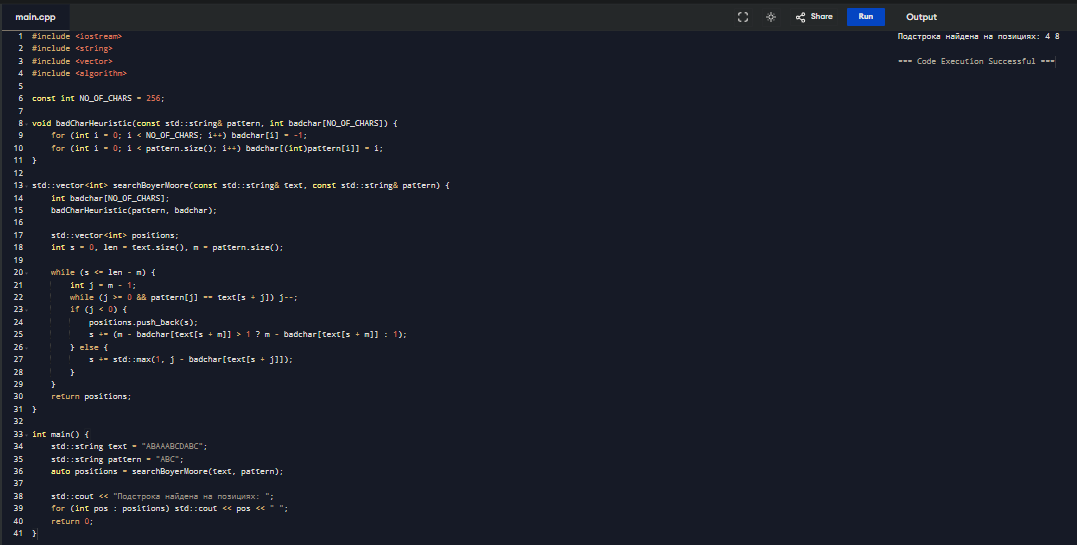 main.cpp
Share
Run
Output
1 #include <iostream>
2 #include <string>
3 #include <vector>
4 #include <algorithm>
5
6 const int NO_OF_CHARS = 256;
7
8 void badCharHeuristic(const std::string& pattern, int badchar[NO_OF_CHARS]) {
9 for (int i = 0; i < NO_OF_CHARS; i++) badchar[i] = -1;
10 for (int i = 0; i < pattern.size(); i++) badchar[(int)pattern[i]] = i;
11 }
12
13 std::vector<int> searchBoyerMoore(const std::string& text, const std::string& pattern) {
14 int badchar[NO_OF_CHARS];
15 badCharHeuristic(pattern, badchar);
16
17 std::vector<int> positions;
18 int s = 0, len = text.size(), m = pattern.size();
19
20 while (s <= len - m) {
21 int j = m - 1;
22 while (j >= 0 && pattern[j] == text[s + j]) j--;
23 if (j < 0) {
24 positions.push_back(s);
25 s += (m - badchar[text[s + m]] > 1 ? m - badchar[text[s + m]] : 1);
26 } else {
27 s += std::max(1, j - badchar[text[s + j]]);
28 }
29 }
30 return positions;
31 }
32
33 int main() {
34 std::string text = "ABAAABCDABC";
35 std::string pattern = "ABC";
36 auto positions = searchBoyerMoore(text, pattern);
37
38 std::cout << "Подстрока найдена на позициях: ";
39 for (int pos : positions) std::cout << pos << " ";
40 return 0;
41 }
Подстрока найдена на позициях: 4 8
=== Code Execution Successful ===